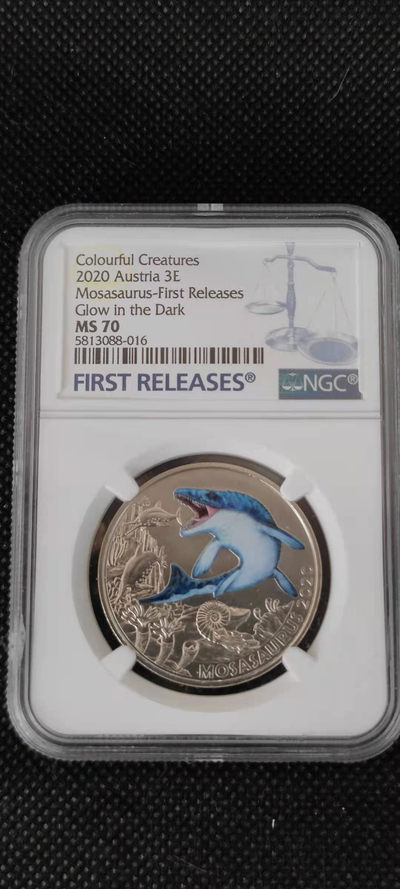 Colourful Creatures
2020 Austria 3E
Mosasaurus-First Releases
Glow in the Dark
MS 70
5813088-016
FIRST RELEASES®
NGC®
MOSASAURUS 2020